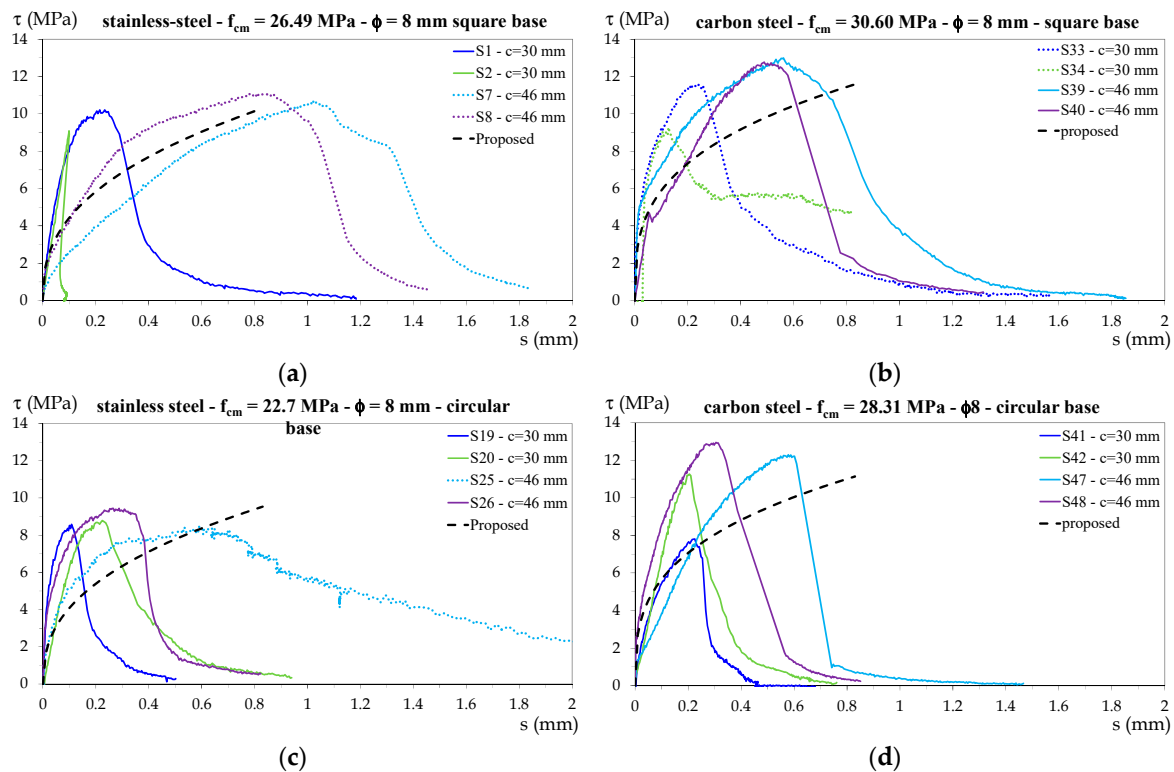 stainless-steel - fcm = 26.49 MPa - ϕ = 8 mm square base
τ (MPa)
14
12
10
8
6
4
2
0
S1 - c=30 mm
S2 - c=30 mm
S7 - c=46 mm
S8 - c=46 mm
Proposed
0 0.2 0.4 0.6 0.8 1 1.2 1.4 1.6 1.8 2
s (mm)
(a)
carbon steel - fcm = 30.60 MPa - ϕ = 8 mm - square base
τ (MPa)
14
12
10
8
6
4
2
0
S33 - c=30 mm
S34 - c=30 mm
S39 - c=46 mm
S40 - c=46 mm
proposed
0 0.2 0.4 0.6 0.8 1 1.2 1.4 1.6 1.8 2
s (mm)
(b)
stainless steel - fcm = 22.7 MPa - ϕ = 8 mm - circular
base
τ (MPa)
14
12
10
8
6
4
2
0
S19 - c=30 mm
S20 - c=30 mm
S25 - c=46 mm
S26 - c=46 mm
Proposed
0 0.2 0.4 0.6 0.8 1 1.2 1.4 1.6 1.8 2
s (mm)
(c)
carbon steel - fcm = 28.31 MPa - ϕ8 - circular base
τ (MPa)
14
12
10
8
6
4
2
0
S41 - c=30 mm
S42 - c=30 mm
S47 - c=46 mm
S48 - c=46 mm
proposed
0 0.2 0.4 0.6 0.8 1 1.2 1.4 1.6 1.8 2
s (mm)
(d)